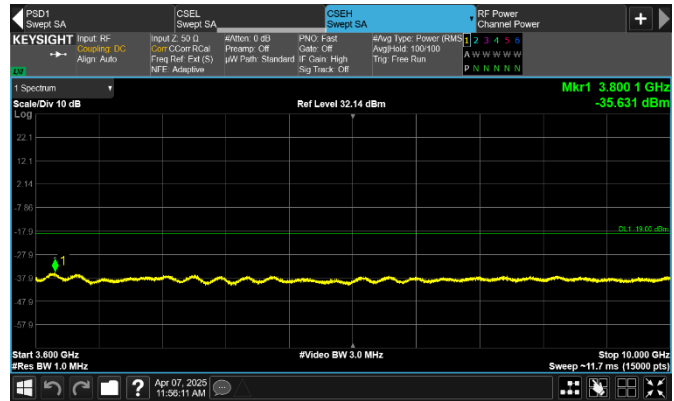 PSD1 CSEL CSEH RF Power
Swept SA Swept SA Swept SA Channel Power
KEYSIGHT Input: RF Input Z: 50 Ω #Atten: 0 dB PNO: Fast #Avg Type: Power (RMS 1 2 3 4 5 6
Coupling: DC Corr CCorr RCal Preamp: Off Gate: Off Avg|Hold: 100/100 A W W W W W
Align: Auto Freq Ref: Ext (S) µW Path: Standard IF Gain: High Trig: Free Run
NFE: Adaptive Sig Track: Off P N N N N N
1 Spectrum Mkr1 3.800 1 GHz
Scale/Div 10 dB Ref Level 32.14 dBm -35.631 dBm
Log
22.1
12.1
2.14
-7.86
-17.9 DL1 -19.00 dBm
-27.9
1
-37.9
-47.9
-57.9
Start 3.600 GHz #Video BW 3.0 MHz Stop 10.000 GHz
#Res BW 1.0 MHz Sweep ~11.7 ms (15000 pts)
? Apr 07, 2025
11:56:11 AM